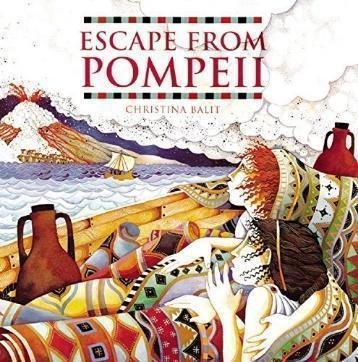 ESCAPE FROM
POMPEII
CHRISTINA BALIT